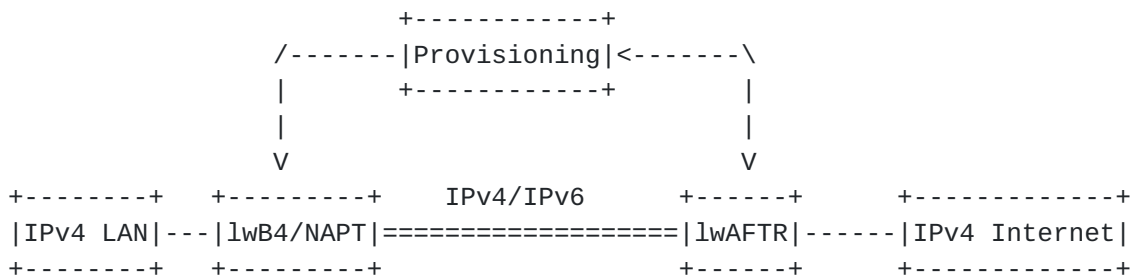 +------------+
/-------|Provisioning|<-------\
|       +------------+       |
|                             |
V                             V
+--------+   +---------+    IPv4/IPv6      +------+      +-------------+
|IPv4 LAN|---|lwB4/NAPT|===================|lwAFTR|------|IPv4 Internet|
+--------+   +---------+                   +------+      +-------------+